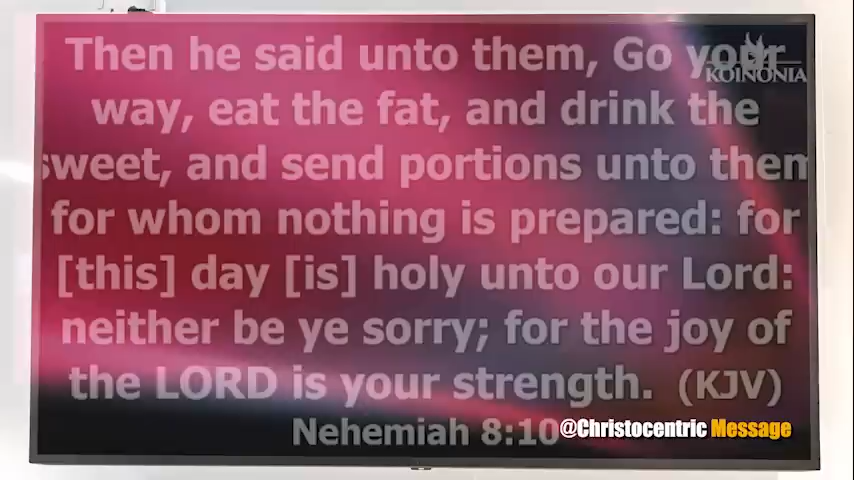 Then he said unto them, Go your
way, eat the fat, and drink the
sweet, and send portions unto them
for whom nothing is prepared: for
[this] day [is] holy unto our Lord:
neither be ye sorry; for the joy of
the LORD is your strength. (KJV)
Nehemiah 8:10
KOINONIA
@Christocentric Message